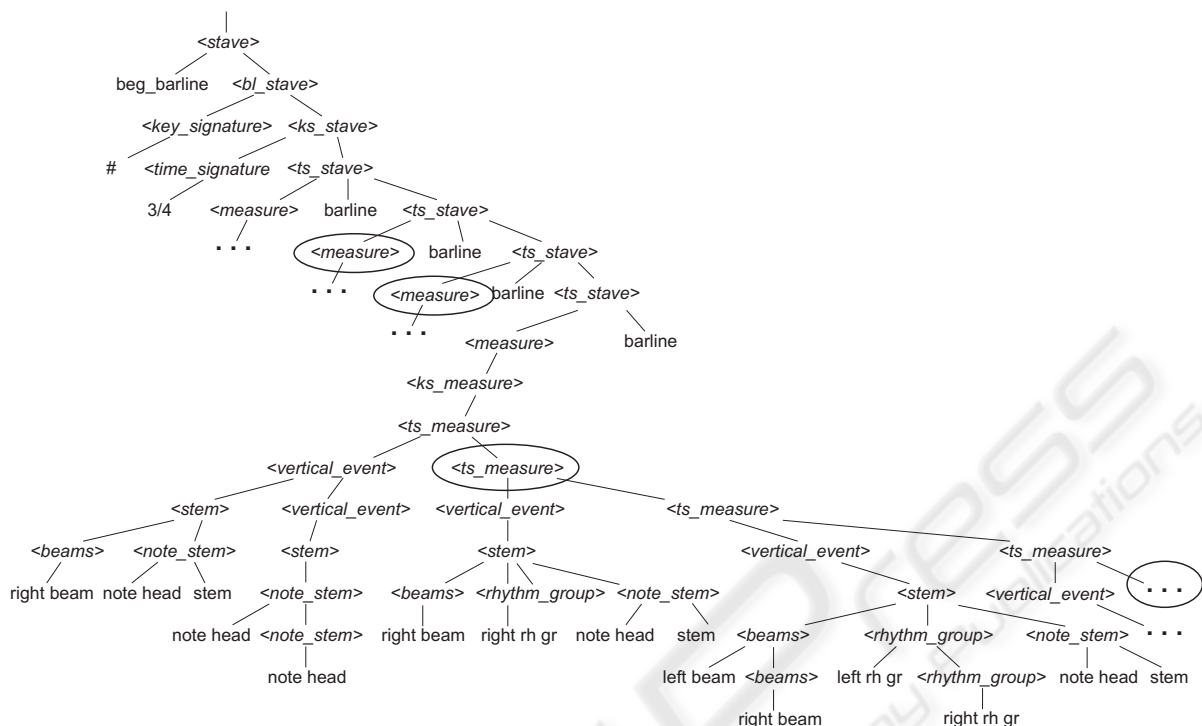 <stave>
beg_barline <bl_stave>
<key_signature> <ks_stave>
# <time_signature <ts_stave>
3/4 <measure> barline <ts_stave>
. . . <measure> barline <ts_stave>
. . . <measure> barline <ts_stave>
. . . <measure> barline
<ks_measure>
<ts_measure>
<vertical_event> <ts_measure>
<stem> <vertical_event> <vertical_event> <ts_measure>
<beams> <note_stem> <stem> <stem> <vertical_event> <ts_measure>
right beam note head stem <note_stem> <beams> <rhythm_group> <note_stem> <stem> <vertical_event> . . .
note head <note_stem> right beam right rh gr note head stem <beams> <rhythm_group> <note_stem> . . .
note head left beam <beams> left rh gr <rhythm_group> note head stem
right beam right rh gr